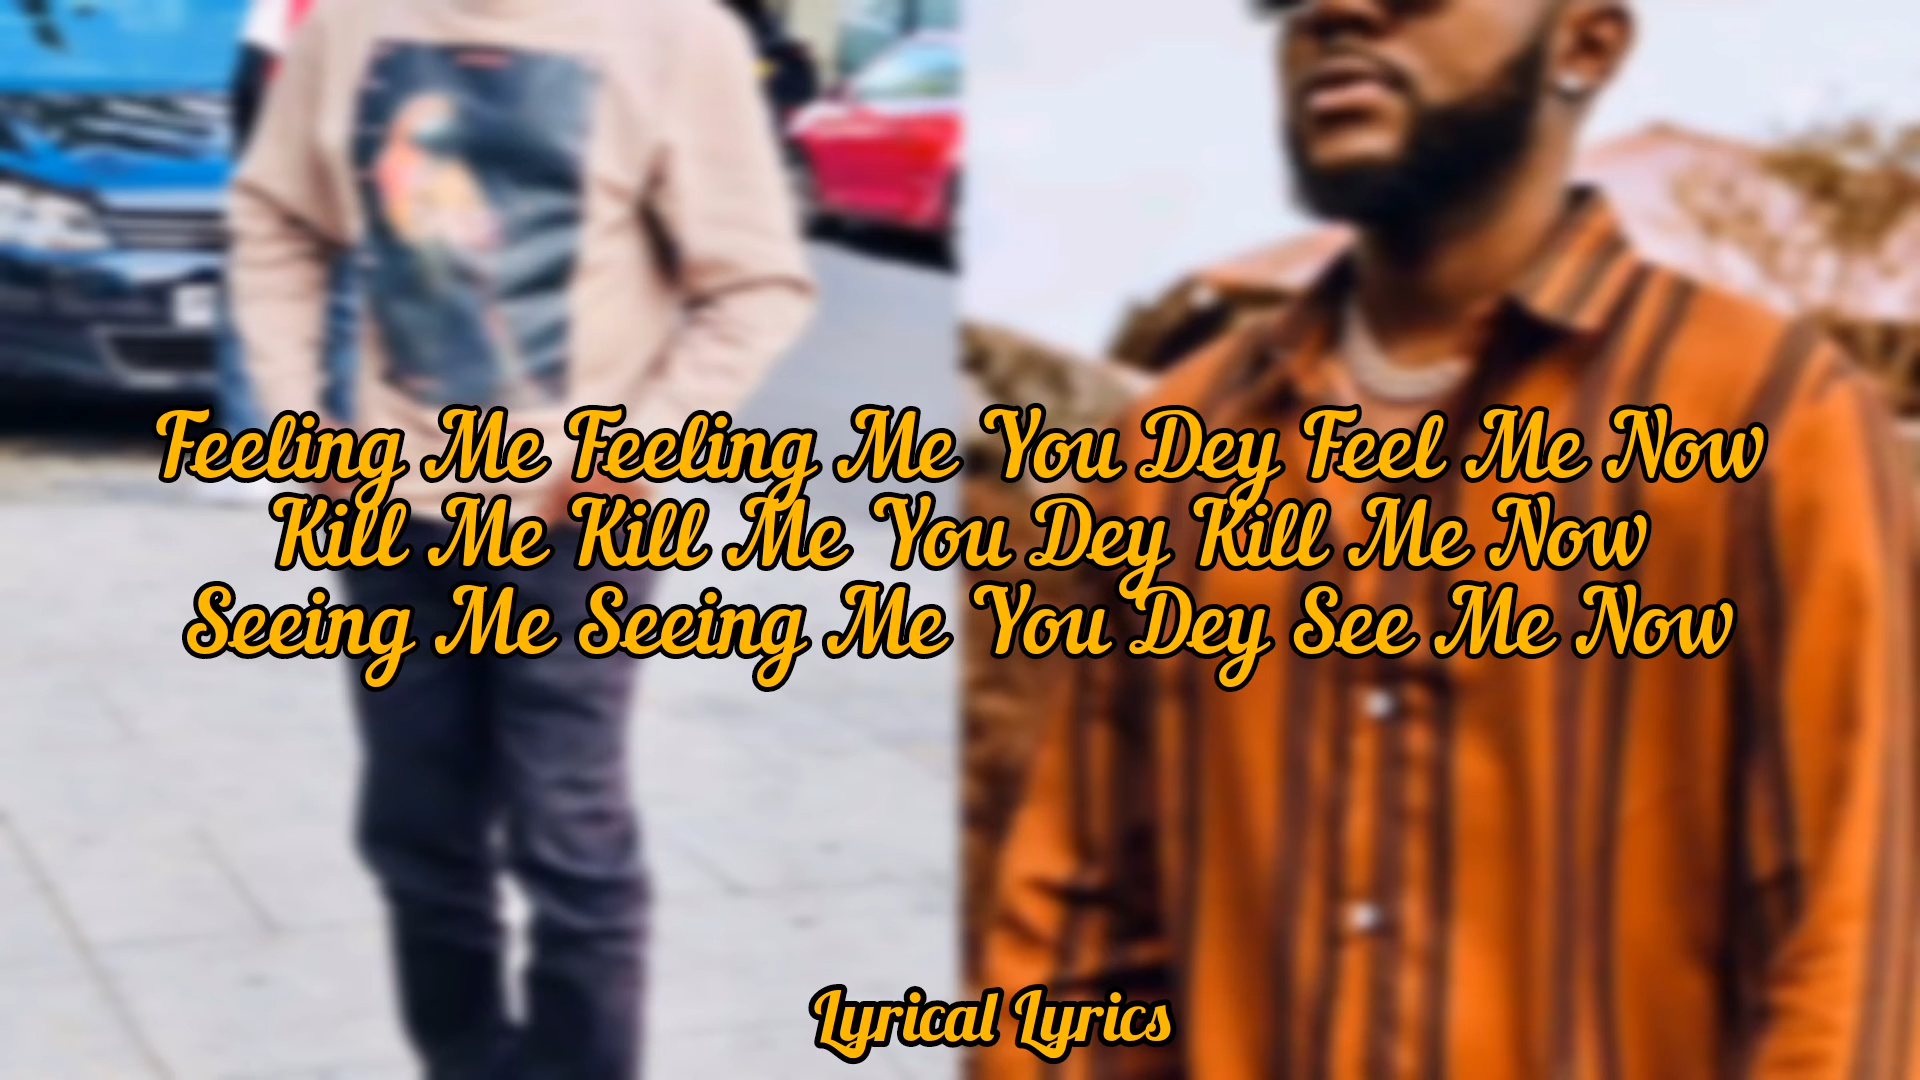 Feeling Me Feeling Me You Dey Feel Me Now
Kill Me Kill Me You Dey Kill Me Now
Seeing Me Seeing Me You Dey See Me Now
Lyrical Lyrics